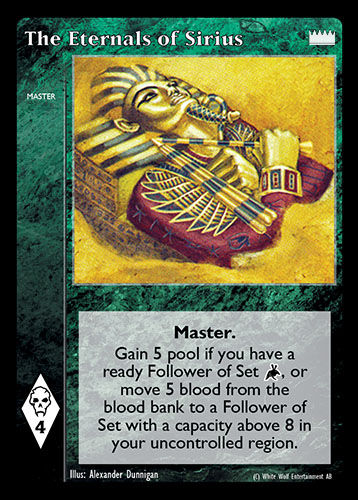 The Eternals of Sirius
MASTER
Master.
Gain 5 pool if you have a
ready Follower of Set , or
move 5 blood from the
blood bank to a Follower of
Set with a capacity above 8 in
your uncontrolled region.
4
Illus: Alexander Dunnigan
(C) White Wolf Entertainment AB